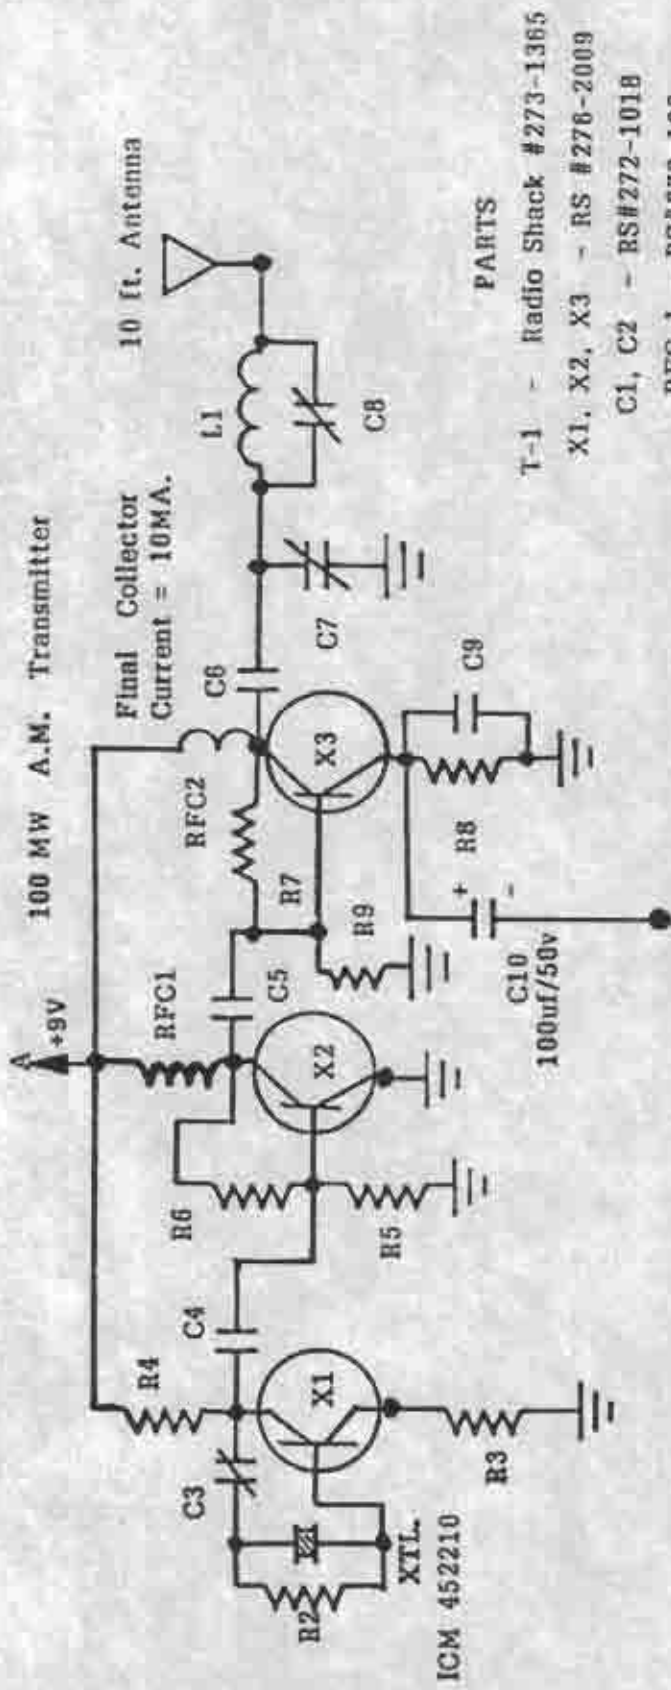 100 MW A.M. Transmitter
A
+9V
Final Collector
Current = 10MA.
10 ft. Antenna
R4
C3
C4
R6
RFC1
RFC2
C6
L1
R2
X1
X2
C5
R7
X3
C7
C8
XTL.
ICM 452210
R5
R9
R3
R8
C9
+
-
C10
100uf/50v
PARTS
T-1 - Radio Shack #273-1365
X1, X2, X3 - RS #276-2009
C1, C2 - RS#272-1018